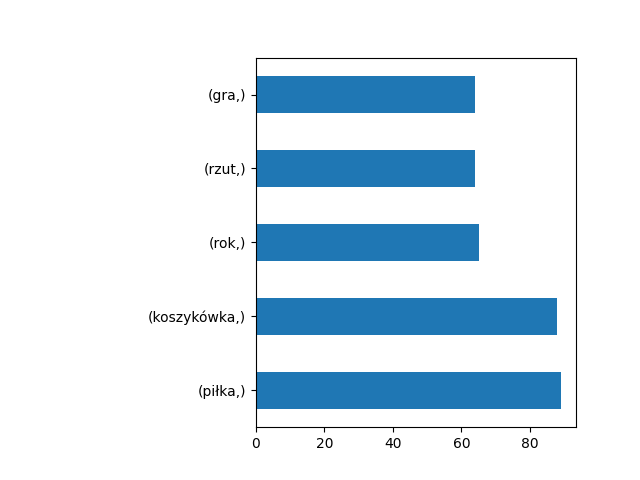 (gra,)
(rzut,)
(rok,)
(koszykówka,)
(piłka,)
0 20 40 60 80